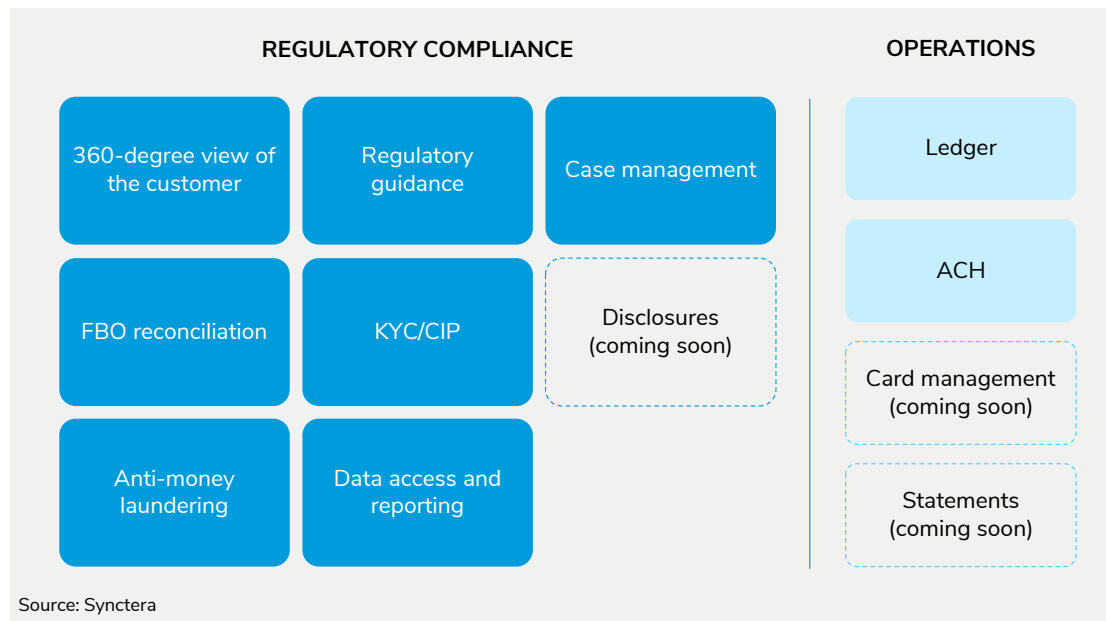 REGULATORY COMPLIANCE
360-degree view of
the customer
Regulatory
guidance
Case management
FBO reconciliation
KYC/CIP
Disclosures
(coming soon)
Anti-money
laundering
Data access and
reporting
OPERATIONS
Ledger
ACH
Card management
(coming soon)
Statements
(coming soon)
Source: Synctera